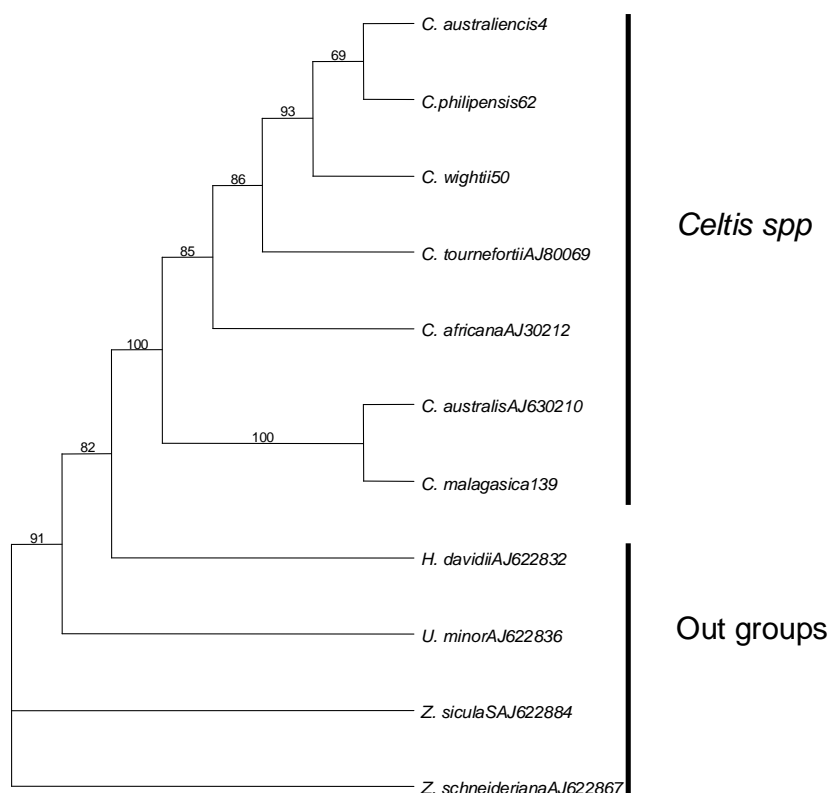 C. australiencis4
69
C.philipensis62
93
C. wightii50
86
Celtis spp
C. tournefortiiAJ80069
85
C. africanaAJ30212
100
C. australisAJ630210
100
82
C. malagasica139
91
H. davidiiAJ622832
Out groups
U. minorAJ622836
Z. siculaSAJ622884
Z. schneiderianaAJ622867